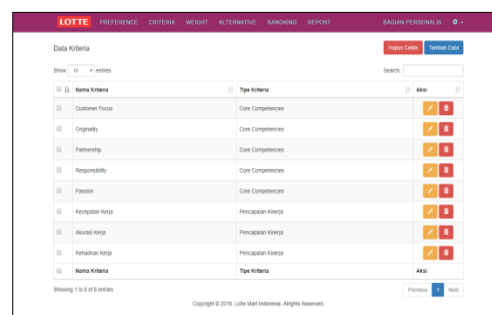 LOTTE PREFERENCE CRITERIA WEIGHT ALTERNATIVE RANGKING REPORT BAGIAN PERSONALIA
Data Kriteria Hapus Ceklis Tambah Data
Show 10 entries Search:
Nama Kriteria Tipe Kriteria Aksi
Customer Focus Core Competencies
Originality Core Competencies
Partnership Core Competencies
Responsibility Core Competencies
Passion Core Competencies
Kecepatan Kerja Pencapaian Kinerja
Akurasi Kerja Pencapaian Kinerja
Kehadiran Kerja Pencapaian Kinerja
Nama Kriteria Tipe Kriteria Aksi
Showing 1 to 8 of 8 entries Previous 1 Next
Copyright © 2018. Lotte Mart Indonesia. Alrights Reserved.